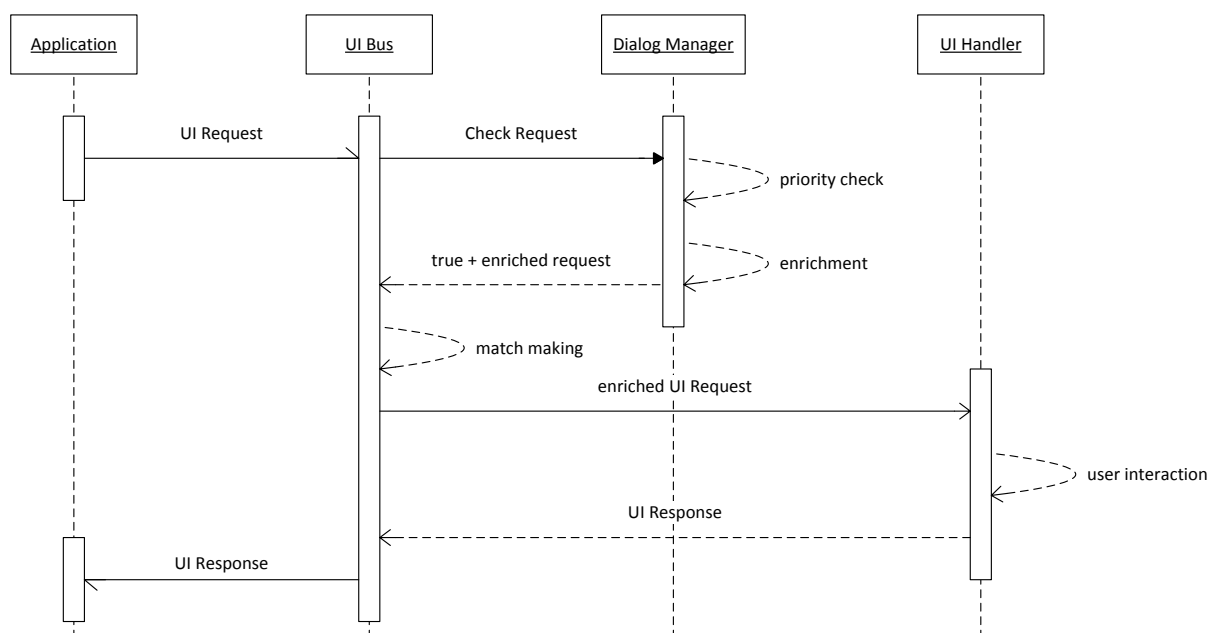 Application
UI Bus
Dialog Manager
UI Handler
UI Request
Check Request
priority check
true + enriched request
enrichment
match making
enriched UI Request
user interaction
UI Response
UI Response